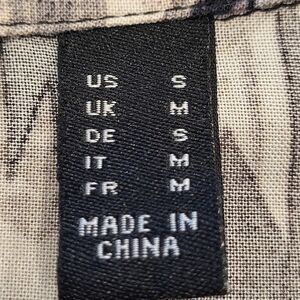 US S
UK M
DE S
IT M
FR M
MADE IN
CHINA